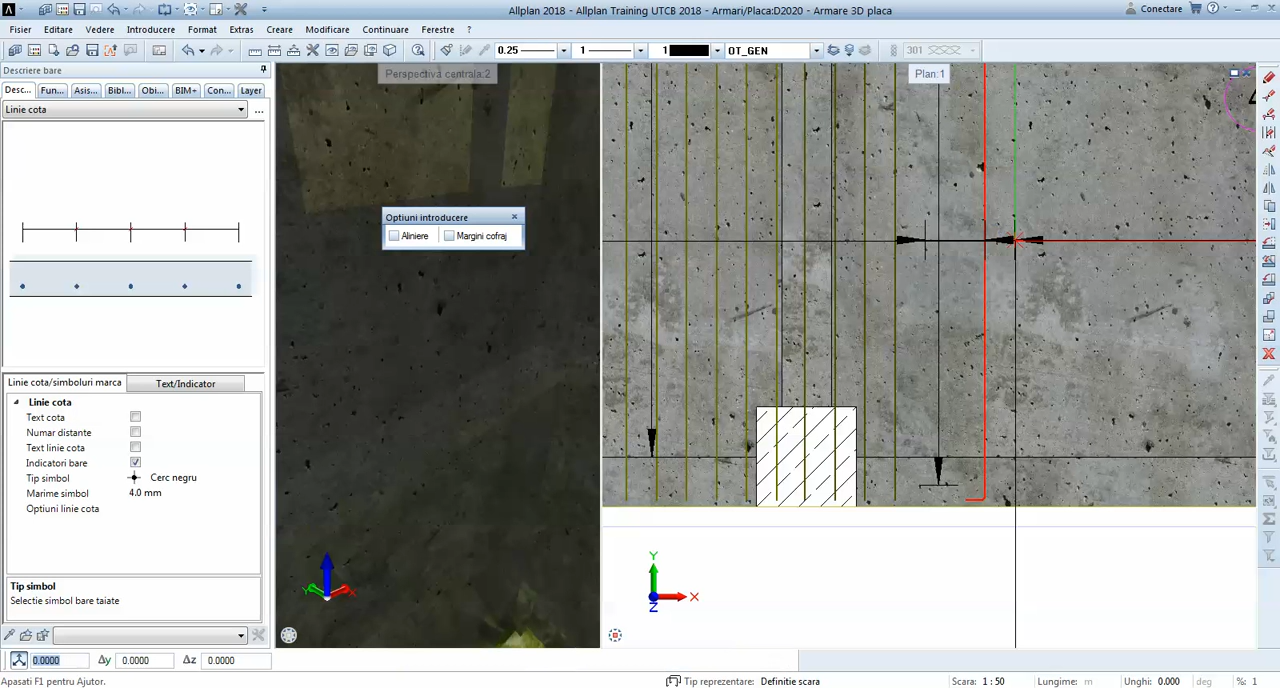 Allplan 2018 - Allplan Training UTCB 2018 - Armari/Placa:D2020 - Armare 3D placa
Conectare
Fisier Editare Vedere Introducere Format Extras Creare Modificare Continuare Ferestre ?
0.25 1 1 OT_GEN 301
Descriere bare
Perspectiva centrala:2
Plan:1
Desc... Fun... Asis... Bibl... Obi... BIM+ Con... Layer
Linie cota
...
Optiuni introducere
Aliniere Margini cofraj
Linie cota/simboluri marca Text/Indicator
Linie cota
Text cota
Numar distante
Text linie cota
Indicatori bare
Tip simbol Cerc negru
Marime simbol 4.0 mm
Optiuni linie cota
Tip simbol
Selectie simbol bare taiate
Y X
Y X Z
0.0000 Δy 0.0000 Δz 0.0000
Apasati F1 pentru Ajutor. Tip reprezentare: Definitie scara Scara: 1 : 50 Lungime: m Unghi: 0.000 deg %: 1